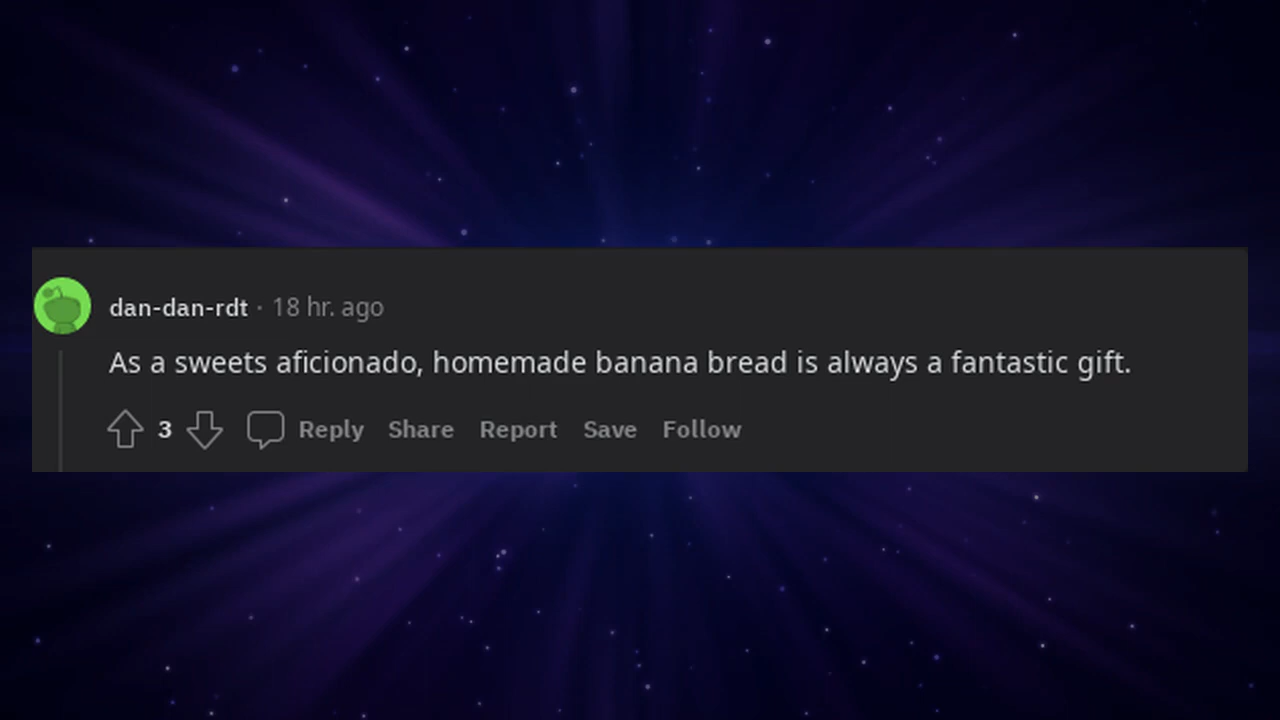 dan-dan-rdt · 18 hr. ago
As a sweets aficionado, homemade banana bread is always a fantastic gift.
3 Reply Share Report Save Follow